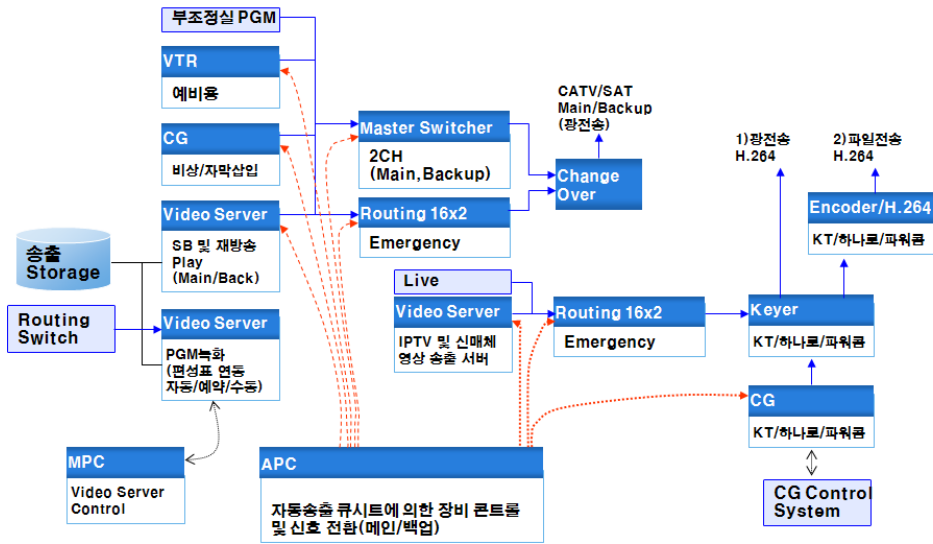 부조정실 PGM
VTR
예비용
CG
비상/자막삽입
Video Server
SB 및 재방송
Play
(Main/Back)
송출
Storage
Routing
Switch
Video Server
PGM녹화
(편성표 연동
자동/예약/수동)
MPC
Video Server
Control
Master Switcher
2CH
(Main,Backup)
Routing 16x2
Emergency
CATV/SAT
Main/Backup
(광전송)
Change
Over
Live
Video Server
IPTV 및 신매체
영상 송출 서버
Routing 16x2
Emergency
1)광전송
H.264
2)파일전송
H.264
Encoder/H.264
KT/하나로/파워콤
Keyer
KT/하나로/파워콤
CG
KT/하나로/파워콤
CG Control
System
APC
자동송출 큐시트에 의한 장비 콘트롤
및 신호 전환(메인/백업)